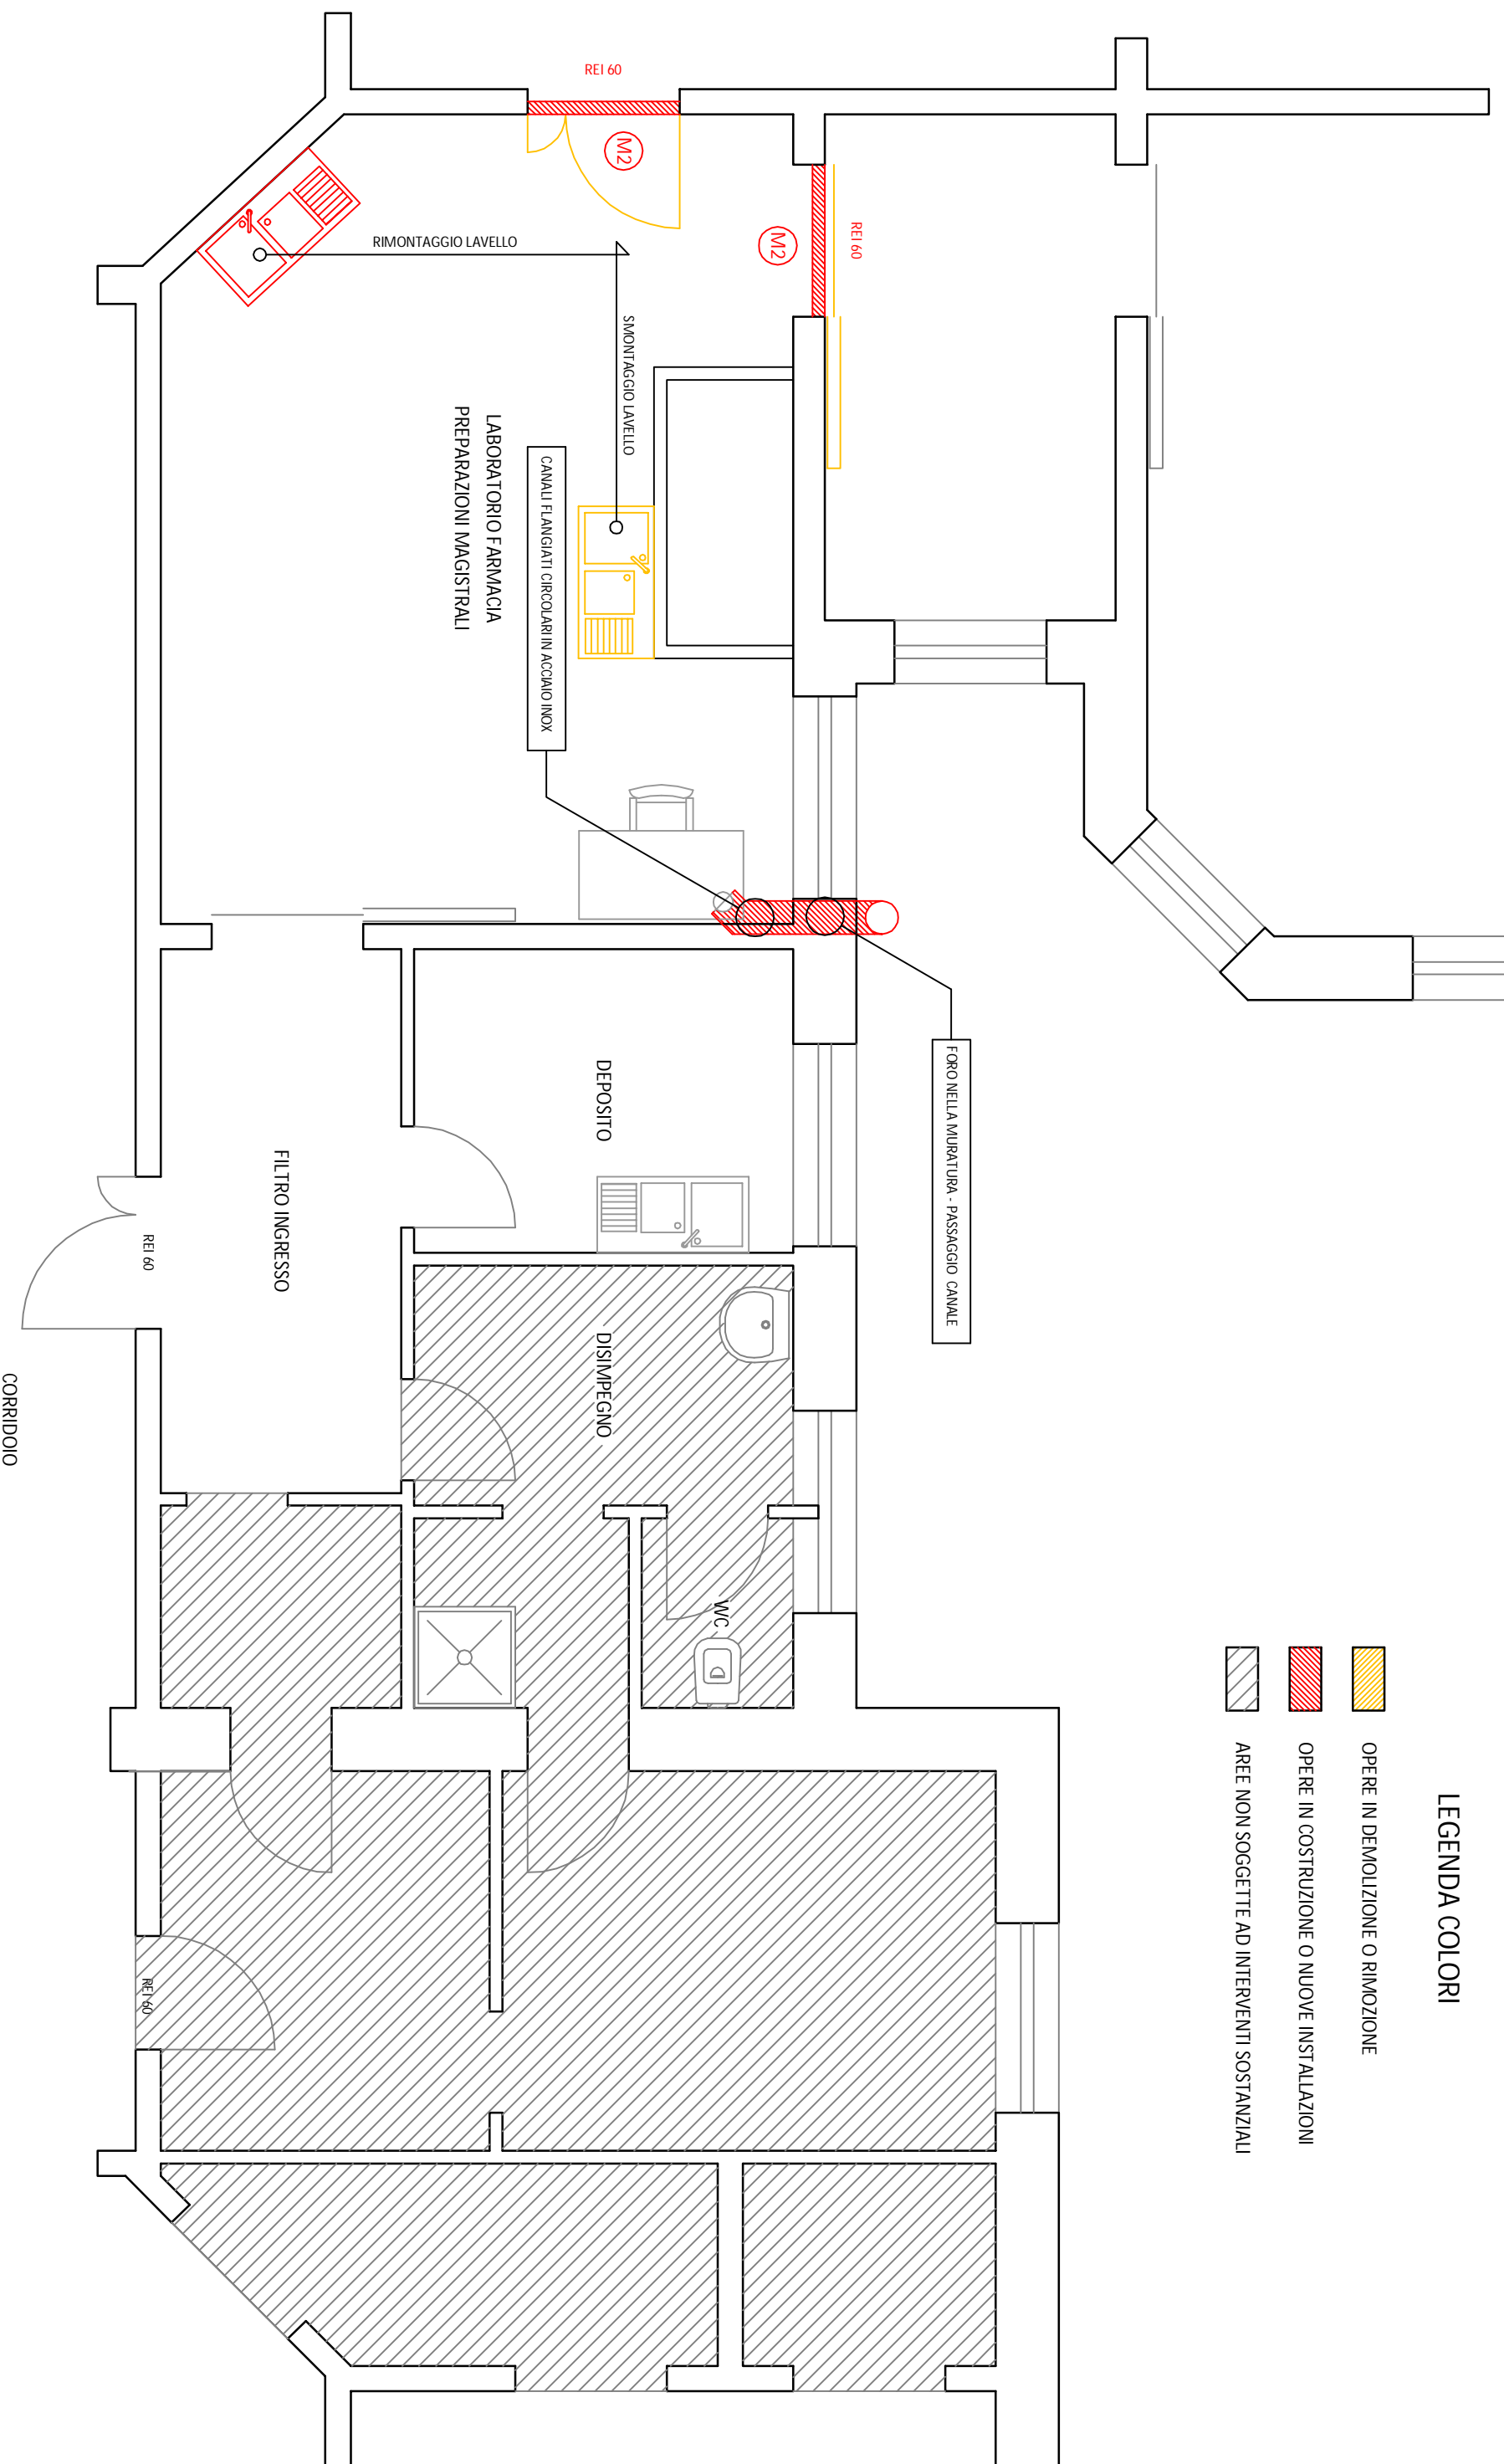 LEGENDA COLORI
OPERE IN DEMOLIZIONE O RIMOZIONE
OPERE IN COSTRUZIONE O NUOVE INSTALLAZIONI
AREE NON SOGGETTE AD INTERVENTI SOSTANZIALI
REI 60
M2
REI 60
M2
RIMONTAGGIO LAVELLO
SMONTAGGIO LAVELLO
LABORATORIO FARMACIA
PREPARAZIONI MAGISTRALI
CANALI FLANGIATI CIRCOLARI IN ACCIAIO INOX
FORO NELLA MURATURA - PASSAGGIO CANALE
DEPOSITO
FILTRO INGRESSO
REI 60
DISIMPEGNO
WC
CORRIDOIO
REI 60